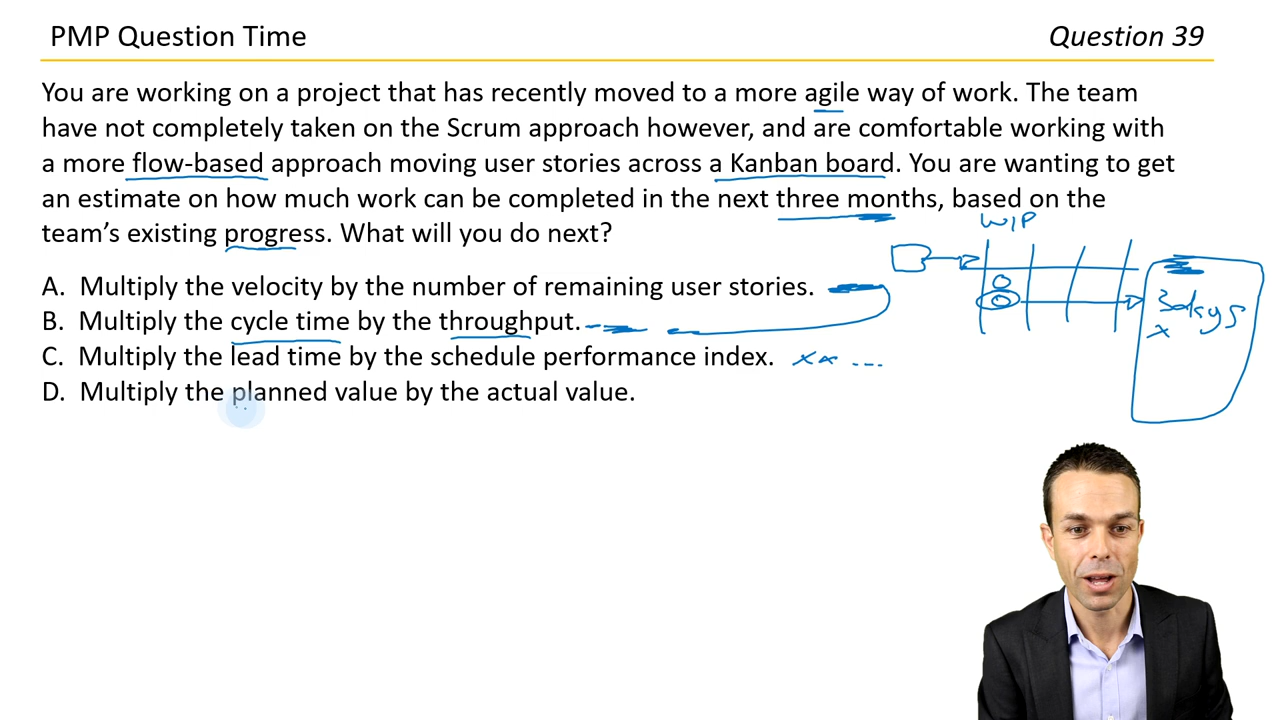 PMP Question Time
Question 39
You are working on a project that has recently moved to a more agile way of work. The team
have not completely taken on the Scrum approach however, and are comfortable working with
a more flow-based approach moving user stories across a Kanban board. You are wanting to get
an estimate on how much work can be completed in the next three months, based on the
team’s existing progress. What will you do next?
WIP
A. Multiply the velocity by the number of remaining user stories.
B. Multiply the cycle time by the throughput.
3 days
x
C. Multiply the lead time by the schedule performance index.
D. Multiply the planned value by the actual value.